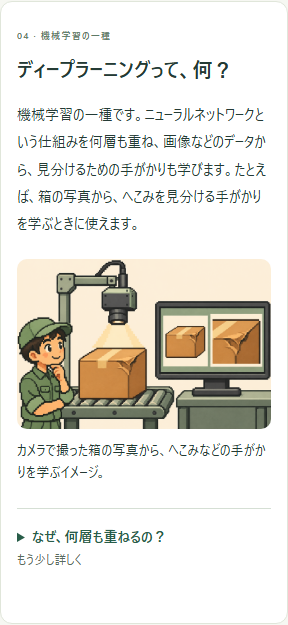 04 · 機械学習の一種
ディープラーニングって、何？
機械学習の一種です。ニューラルネットワークと
いう仕組みを何層も重ね、画像などのデータか
ら、見分けるための手がかりも学びます。たとえ
ば、箱の写真から、へこみを見分ける手がかり
を学ぶときに使えます。
カメラで撮った箱の写真から、へこみなどの手がか
りを学ぶイメージ。
▶ なぜ、何層も重ねるの？
もう少し詳しく